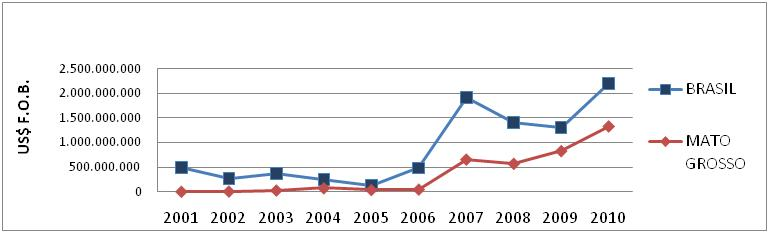 US$ F.O.B.
2.500.000.000
2.000.000.000
1.500.000.000
1.000.000.000
500.000.000
0
2001 2002 2003 2004 2005 2006 2007 2008 2009 2010
BRASIL
MATO
GROSSO